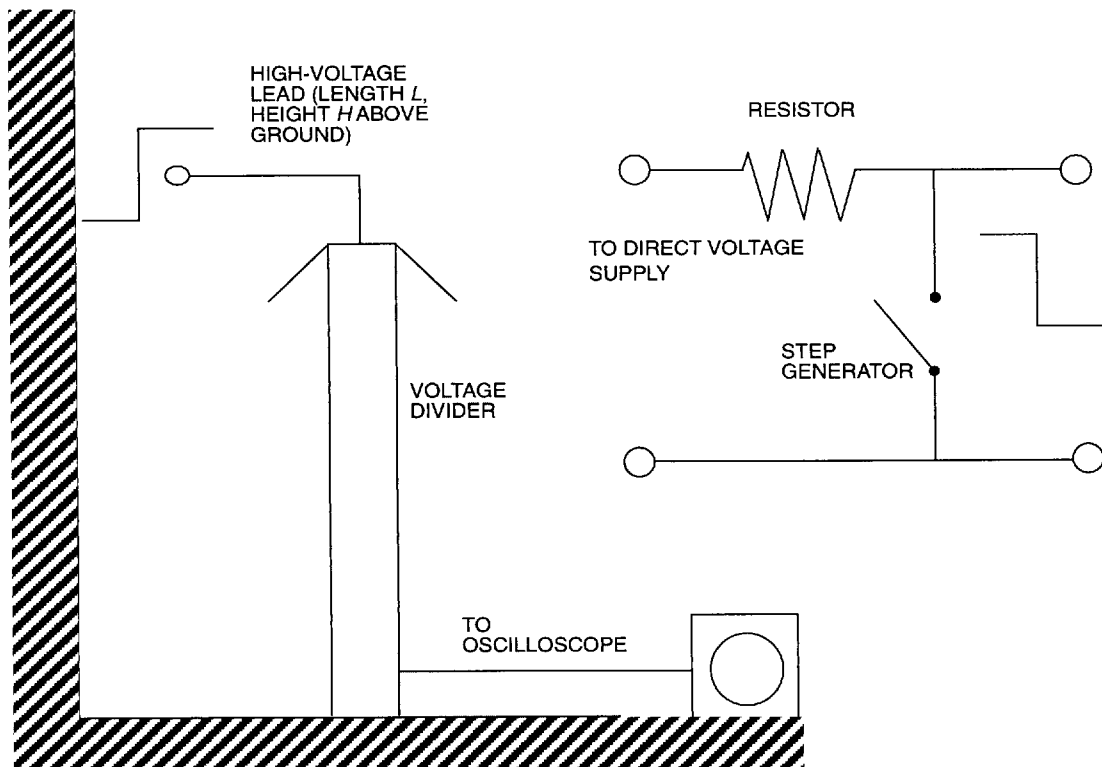 HIGH-VOLTAGE
LEAD (LENGTH L,
HEIGHT H ABOVE
GROUND)
RESISTOR
TO DIRECT VOLTAGE
SUPPLY
STEP
GENERATOR
VOLTAGE
DIVIDER
TO
OSCILLOSCOPE